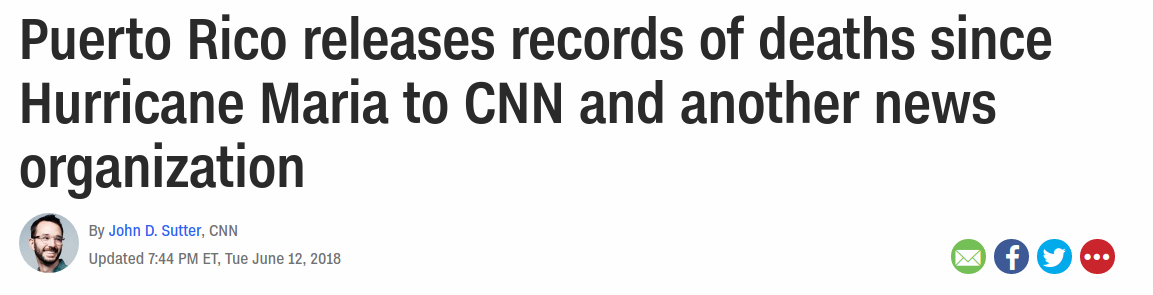 Puerto Rico releases records of deaths since
Hurricane Maria to CNN and another news
organization
By John D. Sutter, CNN
Updated 7:44 PM ET, Tue June 12, 2018